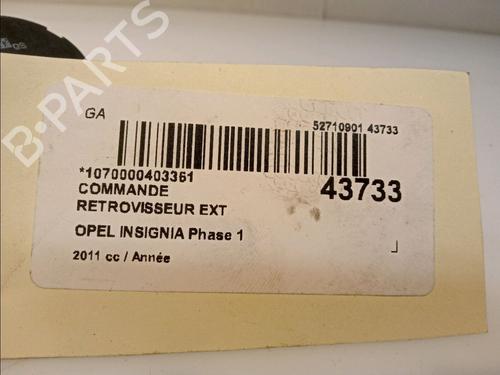 GA
52710901 43733
*1070000403361
43733
COMMANDE
RETROVISSEUR EXT
OPEL INSIGNIA Phase 1
2011 cc / Année
B-PARTS